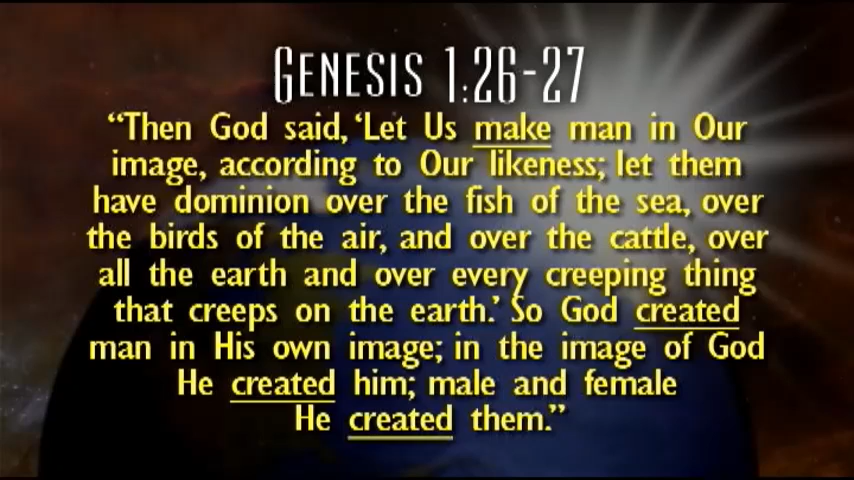 GENESIS 1:26-27
“Then God said, ‘Let Us make man in Our
image, according to Our likeness; let them
have dominion over the fish of the sea, over
the birds of the air, and over the cattle, over
all the earth and over every creeping thing
that creeps on the earth.’ So God created
man in His own image; in the image of God
He created him; male and female
He created them.”